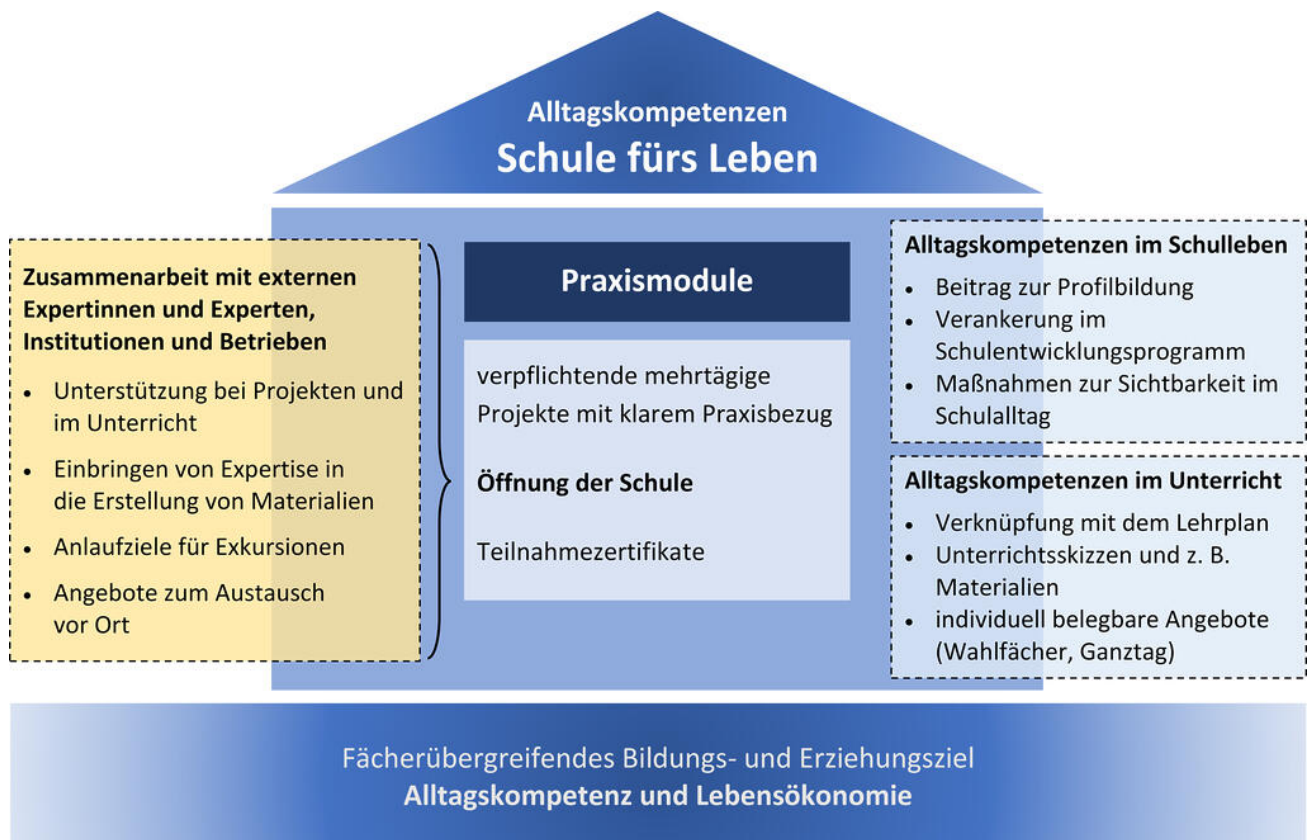 Alltagskompetenzen
Schule fürs Leben
Zusammenarbeit mit externen
Expertinnen und Experten,
Institutionen und Betrieben
• Unterstützung bei Projekten und
im Unterricht
• Einbringen von Expertise in
die Erstellung von Materialien
• Anlaufziele für Exkursionen
• Angebote zum Austausch
vor Ort
Praxismodule
verpflichtende mehrtägige
Projekte mit klarem Praxisbezug
Öffnung der Schule
Teilnahmezertifikate
Alltagskompetenzen im Schulleben
• Beitrag zur Profilbildung
• Verankerung im
Schulentwicklungsprogramm
• Maßnahmen zur Sichtbarkeit im
Schulalltag
Alltagskompetenzen im Unterricht
• Verknüpfung mit dem Lehrplan
• Unterrichtsskizzen und z. B.
Materialien
• individuell belegbare Angebote
(Wahlfächer, Ganztag)
Fächerübergreifendes Bildungs- und Erziehungsziel
Alltagskompetenz und Lebensökonomie